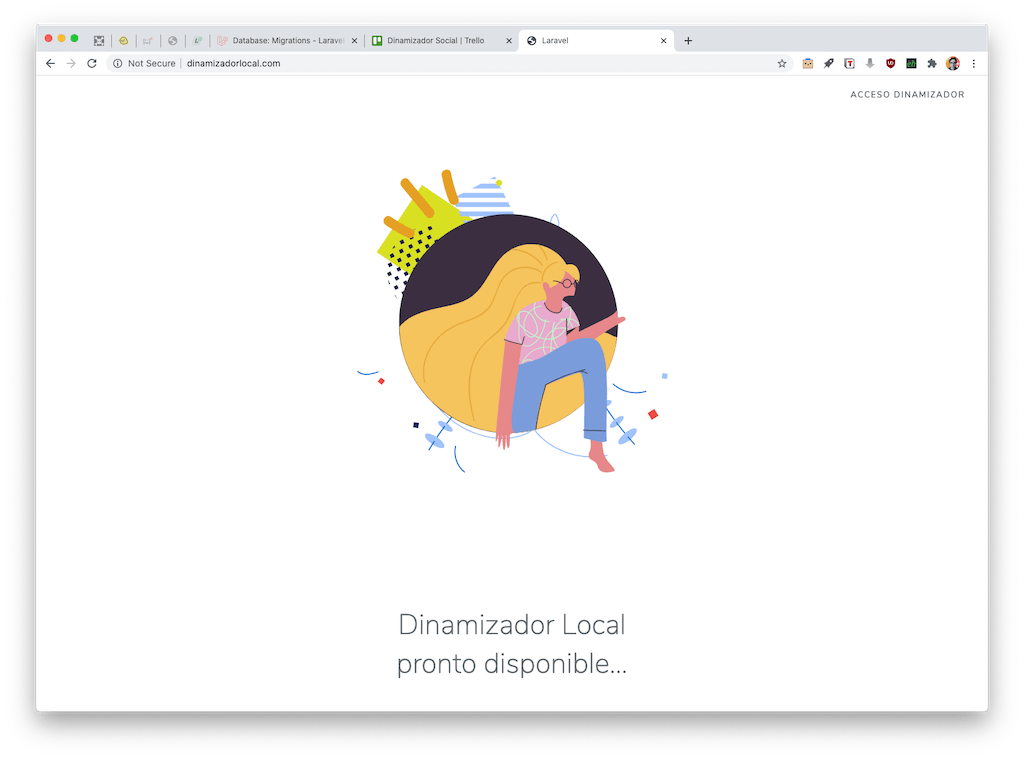 Database: Migrations - Laravel
Dinamizador Social | Trello
Laravel
Not Secure
dinamizadorlocal.com
ACCESO DINAMIZADOR
Dinamizador Local
pronto disponible...